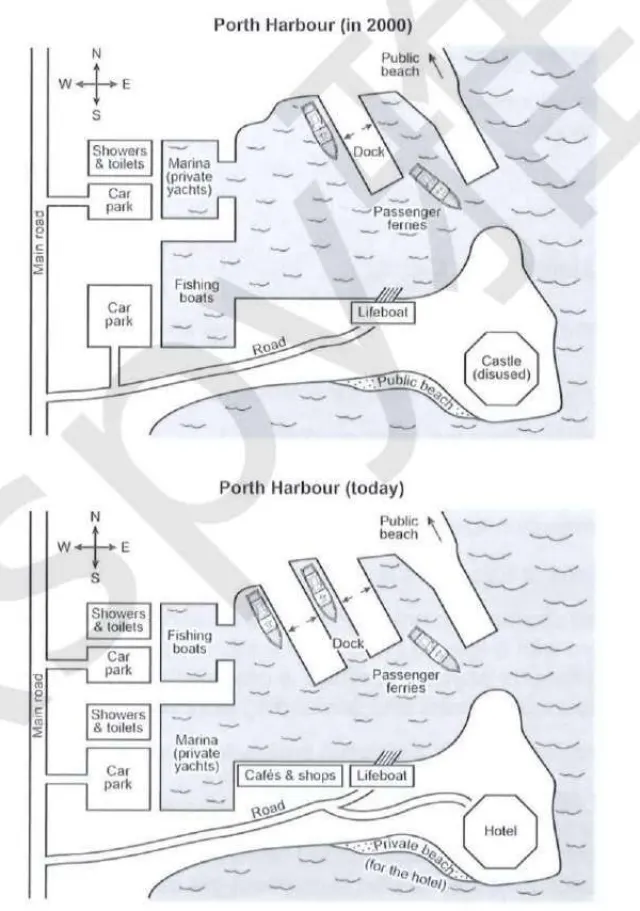 Porth Harbour (in 2000)
Public
beach
N
W
E
S
Showers
& toilets
Marina
(private
yachts)
Dock
Car
park
Passenger
ferries
Main road
Fishing
boats
Car
park
Lifeboat
Road
Castle
(disused)
Public beach
Porth Harbour (today)
Public
beach
N
W
E
S
Showers
& toilets
Fishing
boats
Dock
Car
park
Passenger
ferries
Main road
Showers
& toilets
Marina
(private
yachts)
Car
park
Cafés & shops
Lifeboat
Road
Hotel
Private beach
(for the hotel)